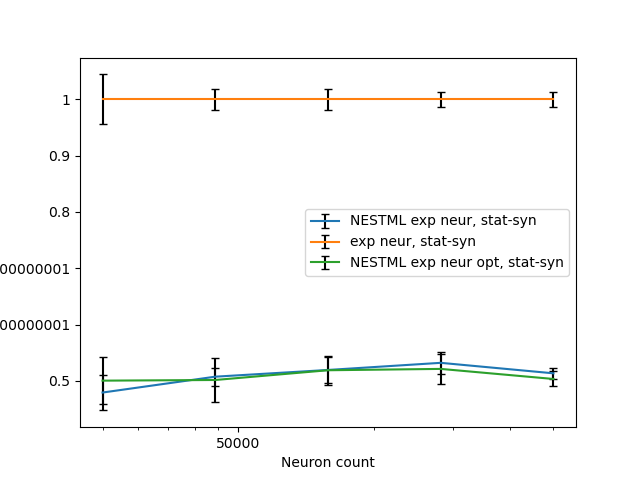 1
0.9
0.8
00000001
00000001
0.5
NESTML exp neur, stat-syn
exp neur, stat-syn
NESTML exp neur opt, stat-syn
50000
Neuron count